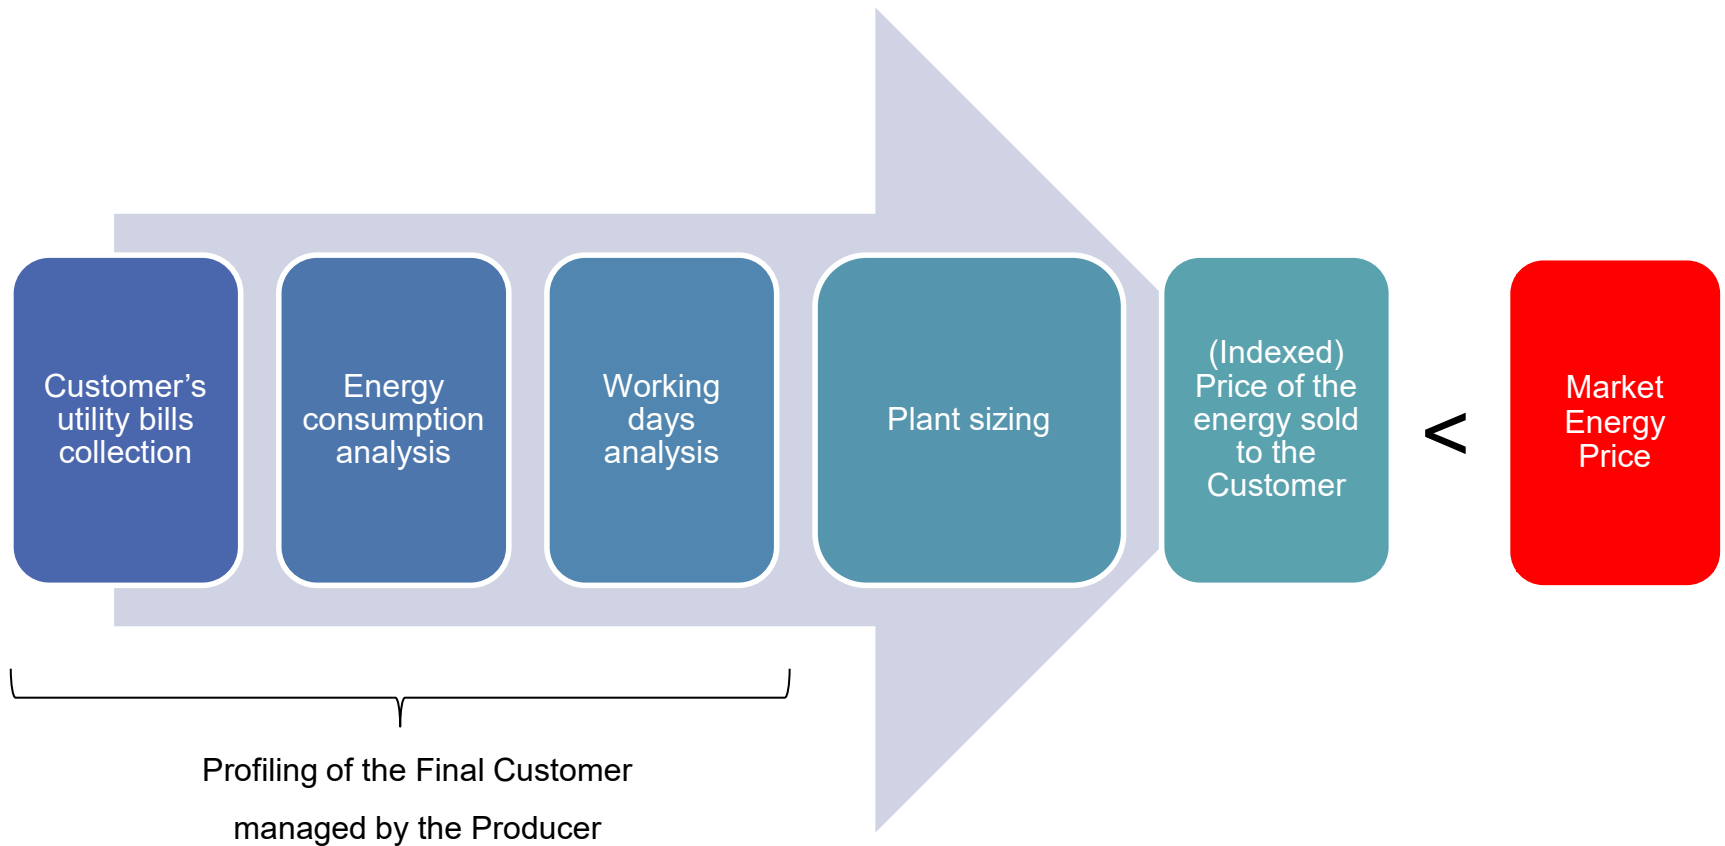 Customer’s
utility bills
collection
Energy
consumption
analysis
Working
days
analysis
Plant sizing
(Indexed)
Price of the
energy sold
to the
Customer
<
Market
Energy
Price
Profiling of the Final Customer
managed by the Producer